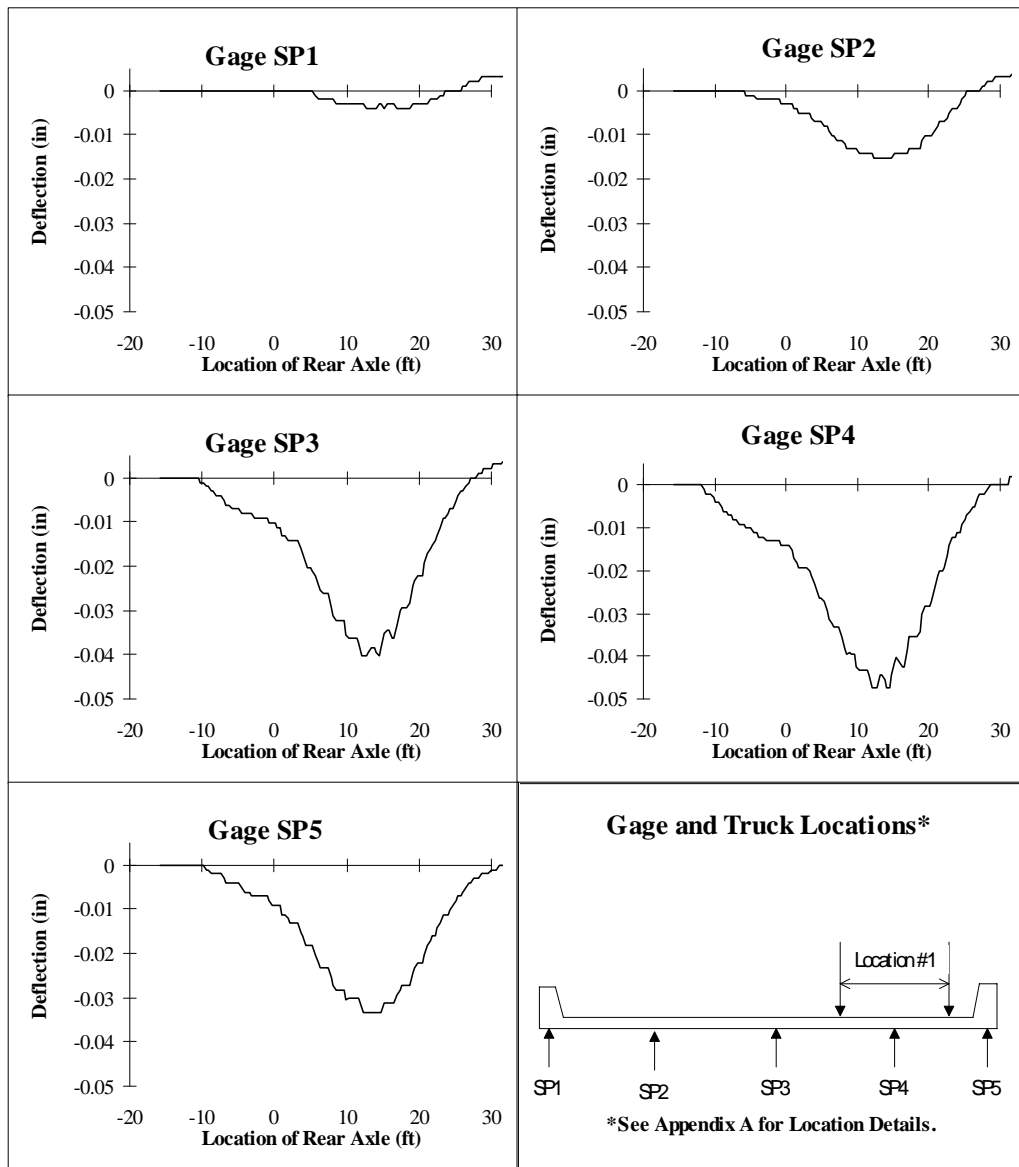 Gage SP1
0
-0.01
-0.02
-0.03
-0.04
-0.05
Deflection (in)
-20 -10 0 10 20 30
Location of Rear Axle (ft)
Gage SP2
0
-0.01
-0.02
-0.03
-0.04
-0.05
Deflection (in)
-20 -10 0 10 20 30
Location of Rear Axle (ft)
Gage SP3
0
-0.01
-0.02
-0.03
-0.04
-0.05
Deflection (in)
-20 -10 0 10 20 30
Location of Rear Axle (ft)
Gage SP4
0
-0.01
-0.02
-0.03
-0.04
-0.05
Deflection (in)
-20 -10 0 10 20 30
Location of Rear Axle (ft)
Gage SP5
0
-0.01
-0.02
-0.03
-0.04
-0.05
Deflection (in)
-20 -10 0 10 20 30
Location of Rear Axle (ft)
Gage and Truck Locations*
Location #1
SP1 SP2 SP3 SP4 SP5
*See Appendix A for Location Details.